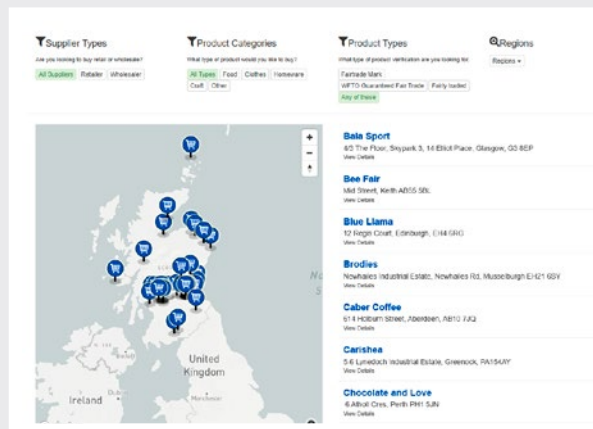 Supplier Types
Are you looking to buy retail or wholesale?
All Suppliers Retailer Wholesaler
Product Categories
What type of product would you like to buy?
All Types Food Clothes Homeware
Craft Other
Product Types
What type of product verification are you looking for
Fairtrade Mark
WFTO Guaranteed Fair Trade Fairly traded
Any of these
Regions
Regions
United
Kingdom
Ireland
Manchester
Bala Sport
4/3 The Floor, Skypark 3, 14 Elliot Place, Glasgow, G3 8EP
View Details
Bee Fair
Mid Street, Keith AB55 5BL
View Details
Blue Llama
12 Regin Court, Edinburgh, EH4 6RG
View Details
Brodies
Newhailes Industrial Estate, Newhailes Rd, Musselburgh EH21 6SY
View Details
Caber Coffee
614 Holburn Street, Aberdeen, AB10 7JQ
View Details
Carishea
5-6 Lynedoch Industrial Estate, Greenock, PA154AY
View Details
Chocolate and Love
6 Atholl Cres, Perth PH1 5JN
View Details